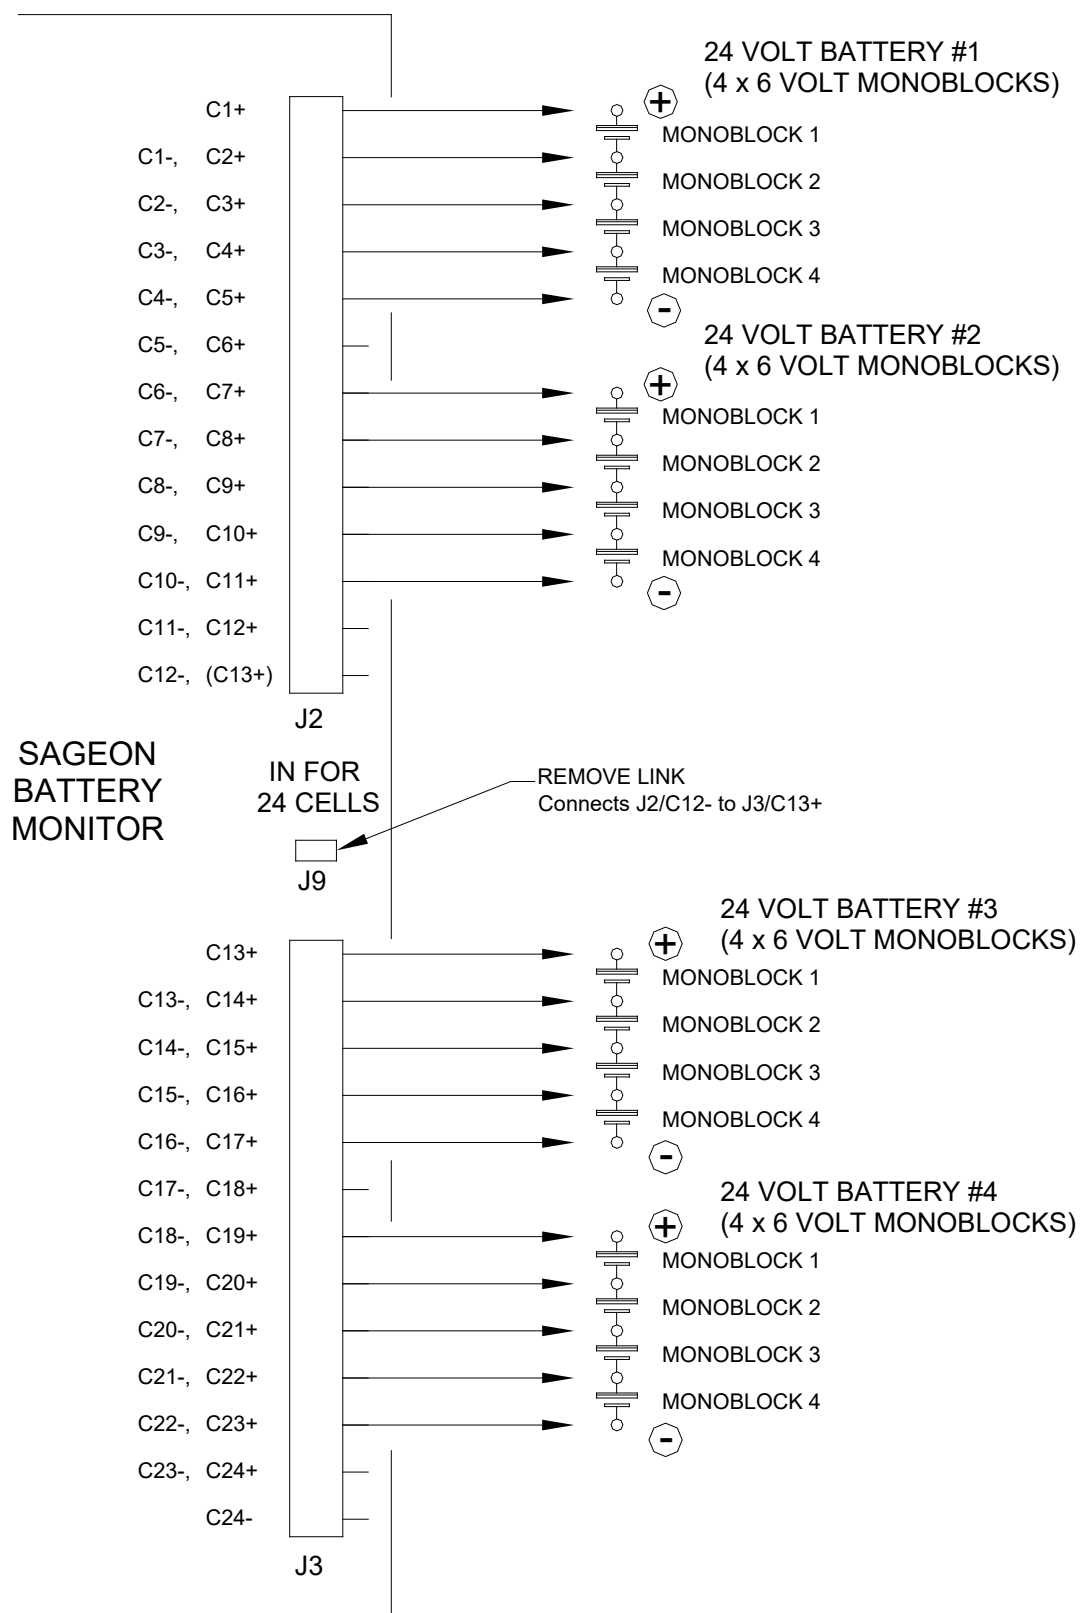 24 VOLT BATTERY #1
(4 x 6 VOLT MONOBLOCKS)
C1+
+
MONOBLOCK 1
C1-, C2+
MONOBLOCK 2
C2-, C3+
MONOBLOCK 3
C3-, C4+
MONOBLOCK 4
C4-, C5+
-
24 VOLT BATTERY #2
(4 x 6 VOLT MONOBLOCKS)
C5-, C6+
+
C6-, C7+
MONOBLOCK 1
C7-, C8+
MONOBLOCK 2
C8-, C9+
MONOBLOCK 3
C9-, C10+
MONOBLOCK 4
C10-, C11+
-
C11-, C12+
C12-, (C13+)
J2
SAGEON
BATTERY
MONITOR
IN FOR
24 CELLS
REMOVE LINK
Connects J2/C12- to J3/C13+
J9
24 VOLT BATTERY #3
(4 x 6 VOLT MONOBLOCKS)
+
C13+
MONOBLOCK 1
C13-, C14+
MONOBLOCK 2
C14-, C15+
MONOBLOCK 3
C15-, C16+
MONOBLOCK 4
C16-, C17+
-
24 VOLT BATTERY #4
(4 x 6 VOLT MONOBLOCKS)
C17-, C18+
+
C18-, C19+
MONOBLOCK 1
C19-, C20+
MONOBLOCK 2
C20-, C21+
MONOBLOCK 3
C21-, C22+
MONOBLOCK 4
C22-, C23+
-
C23-, C24+
C24-
J3